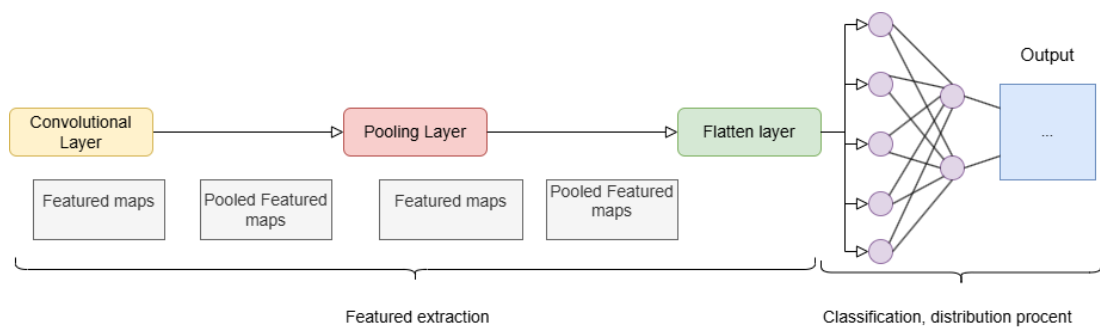 Output
Convolutional
Layer
Pooling Layer
Flatten layer
...
Featured maps
Pooled Featured
maps
Featured maps
Pooled Featured
maps
Featured extraction
Classification, distribution procent